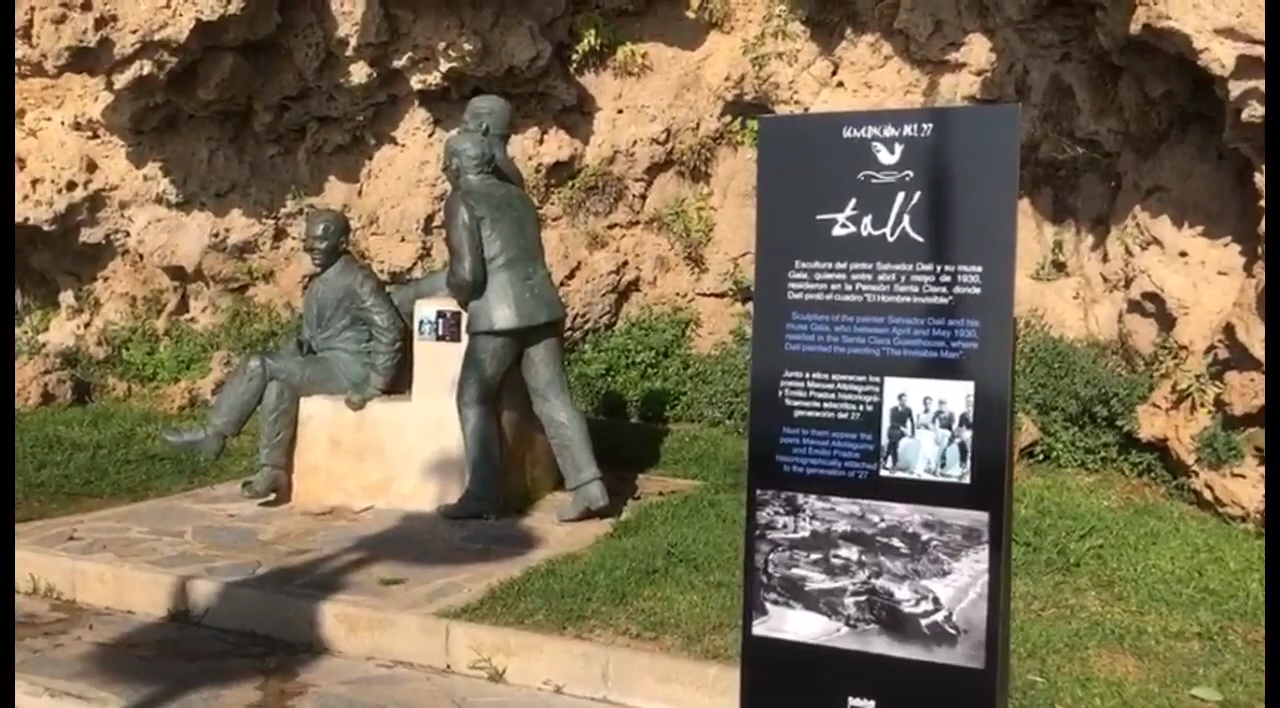 GENERACIÓN DEL 27
Dalí
Escultura del pintor Salvador Dalí y su musa
Gala, quienes entre abril y mayo de 1930,
residieron en la Pensión Santa Clara, donde
Dalí pintó el cuadro "El Hombre Invisible".
Sculpture of the painter Salvador Dalí and his
muse Gala, who between April and May 1930,
resided in the Santa Clara Guesthouse, where
Dalí painted the painting "The Invisible Man".
Junto a ellos aparecen los
poetas Manuel Altolaguirre
y Emilio Prados historiográ-
ficamente adscritos a la
generación del 27.
Next to them appear the
poets Manuel Altolaguirre
and Emilio Prados
historiographically attached
to the generation of '27